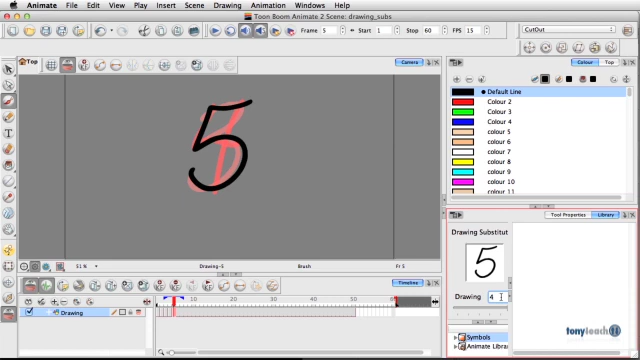 Animate File Edit View Play Insert Scene Drawing Animation Windows Help
Toon Boom Animate 2 Scene: drawing_subs
Frame 5 Start 1 Stop 60 FPS 15 CutOut
Top Camera
Colour Top
Default Line
Colour 2
Colour 3
Colour 4
colour 5
colour 6
colour 7
colour 8
colour 9
colour 10
colour 11
5
Tool Properties Library
Drawing Substitut
5
Drawing 4
51 % Drawing-5 Brush Fr 5
Timeline
10 20 30 40 50
Drawing
Symbols
Animate Librar
tonyteach